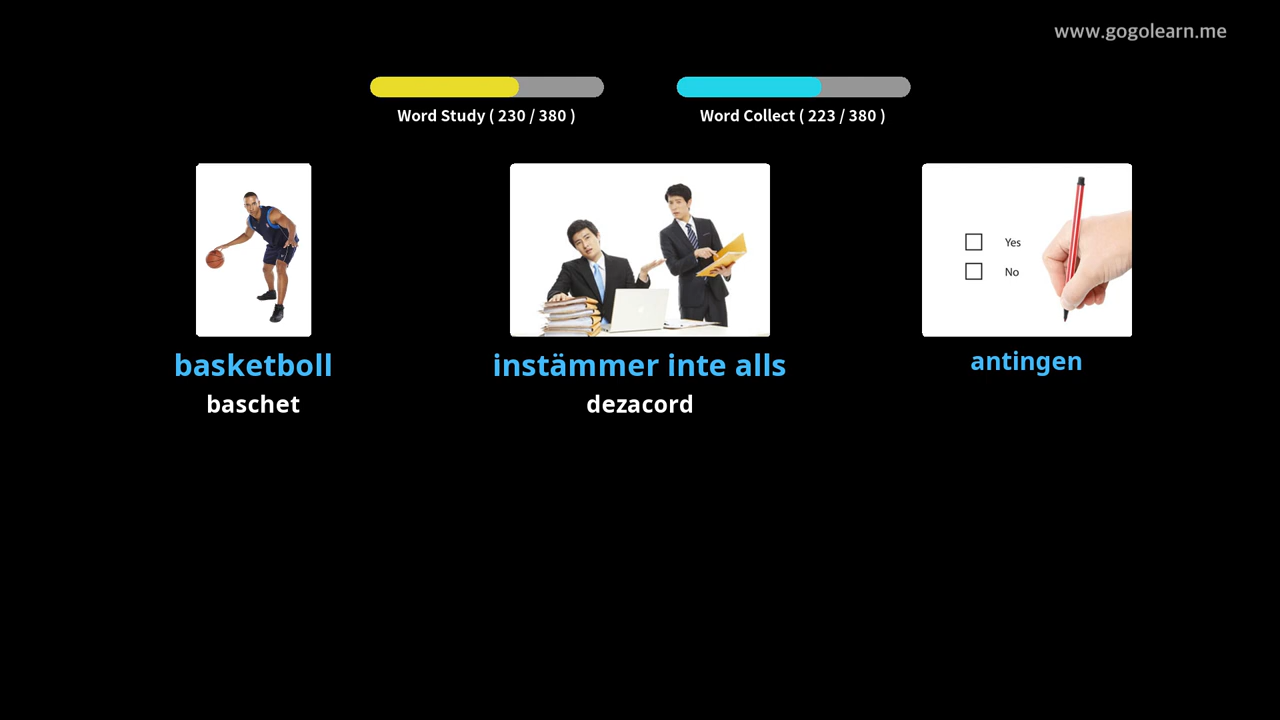 www.gogolearn.me
Word Study ( 230 / 380 )
Word Collect ( 223 / 380 )
Yes
No
basketboll
baschet
instämmer inte alls
dezacord
antingen